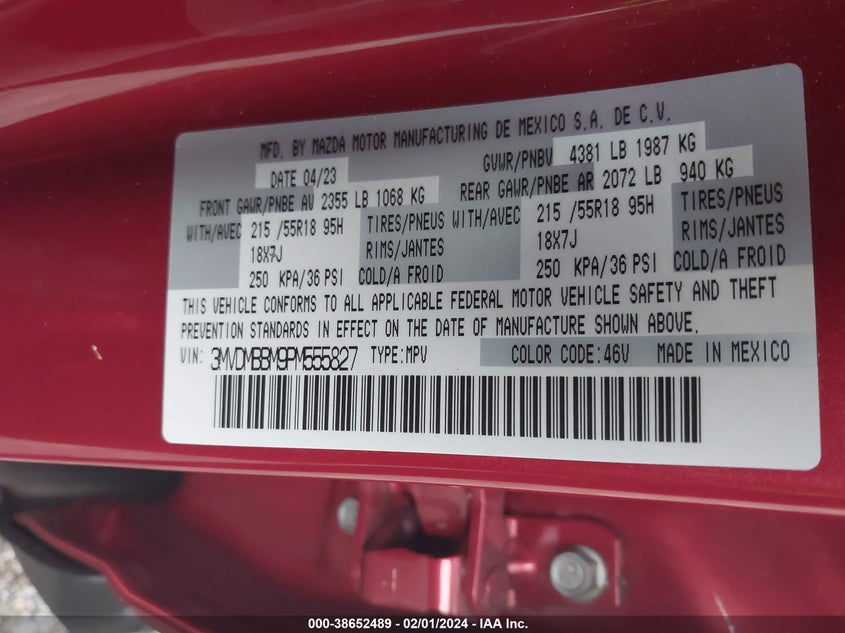 MFD. BY MAZDA MOTOR MANUFACTURING DE MEXICO S.A. DE C.V.
DATE 04/23 GVWR/PNBV 4381 LB 1987 KG
FRONT GAWR/PNBE AV 2355 LB 1068 KG REAR GAWR/PNBE AR 2072 LB 940 KG
WITH/AVEC 215 /55R18 95H TIRES/PNEUS WITH/AVEC 215 /55R18 95H TIRES/PNEUS
18X7J RIMS/JANTES 18X7J RIMS/JANTES
250 KPA/36 PSI COLD/A FROID 250 KPA/36 PSI COLD/A FROID
THIS VEHICLE CONFORMS TO ALL APPLICABLE FEDERAL MOTOR VEHICLE SAFETY AND THEFT
PREVENTION STANDARDS IN EFFECT ON THE DATE OF MANUFACTURE SHOWN ABOVE.
VIN: 3MVDMBBM9PM555827 TYPE:MPV COLOR CODE:46V MADE IN MEXICO
000-38652489 - 02/01/2024 - IAA Inc.